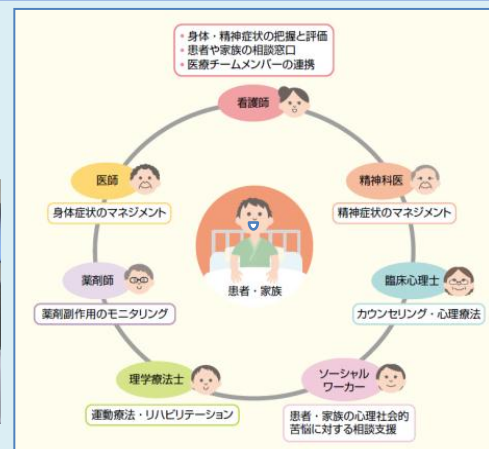 • 身体・精神症状の把握と評価
• 患者や家族の相談窓口
• 医療チームメンバーの連携
看護師
医師
身体症状のマネジメント
精神科医
精神症状のマネジメント
患者・家族
薬剤師
薬剤副作用のモニタリング
臨床心理士
カウンセリング・心理療法
理学療法士
運動療法・リハビリテーション
ソーシャル
ワーカー
患者・家族の心理社会的
苦悩に対する相談支援